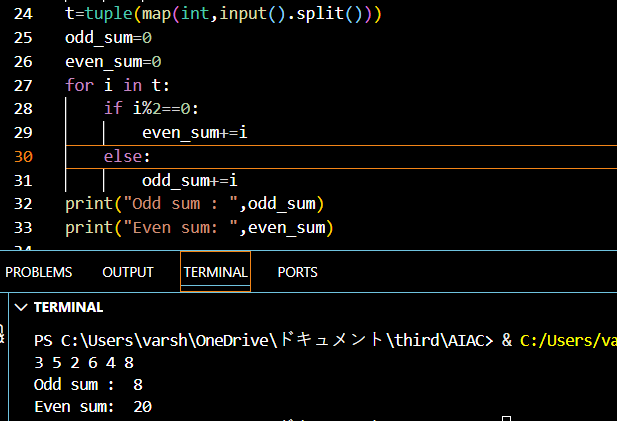 24 t=tuple(map(int,input().split()))
25 odd_sum=0
26 even_sum=0
27 for i in t:
28     if i%2==0:
29         even_sum+=i
30     else:
31         odd_sum+=i
32 print("Odd sum : ",odd_sum)
33 print("Even sum: ",even_sum)
PROBLEMS OUTPUT TERMINAL PORTS
TERMINAL
PS C:\Users\varsh\OneDrive\ドキュメント\third\AIAC> & C:/Users/va
3 5 2 6 4 8
Odd sum :  8
Even sum:  20